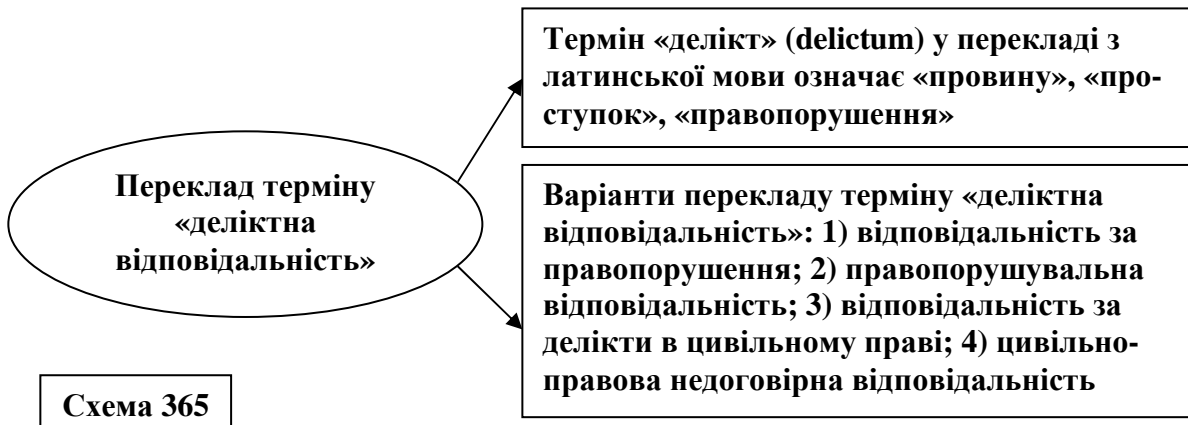 Термін «делікт» (delictum) у перекладі з
латинської мови означає «провину», «про-
ступок», «правопорушення»
Переклад терміну
«деліктна
відповідальність»
Варіанти перекладу терміну «деліктна
відповідальність»: 1) відповідальність за
правопорушення; 2) правопорушувальна
відповідальність; 3) відповідальність за
делікти в цивільному праві; 4) цивільно-
правова недоговірна відповідальність
Схема 365